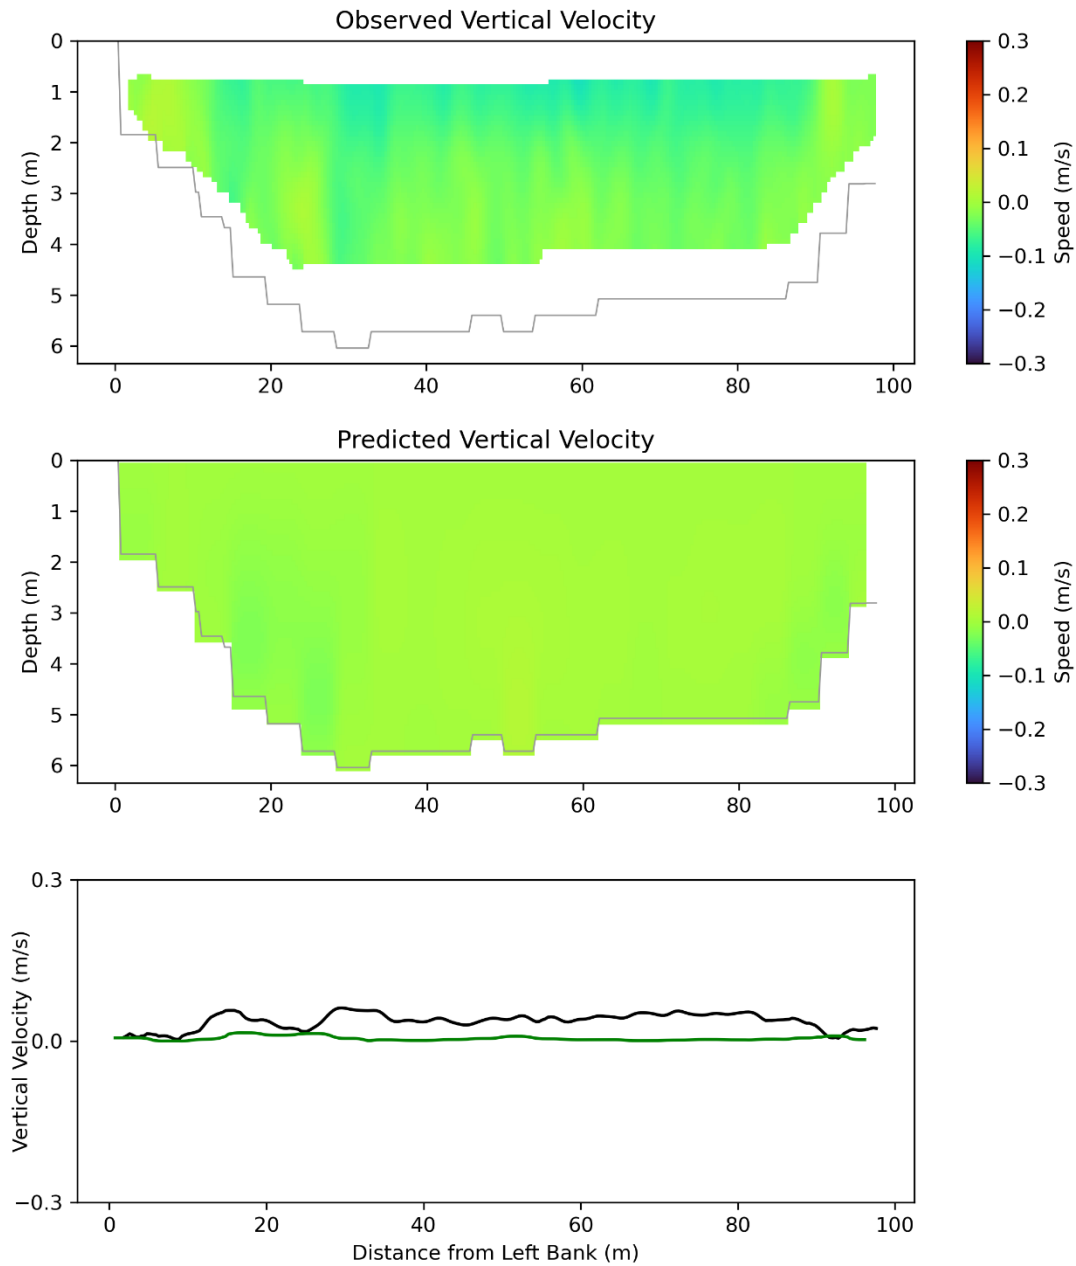 Observed Vertical Velocity
0
1
2
3
4
5
6
Depth (m)
0 20 40 60 80 100
0.3
0.2
0.1
0.0
−0.1
−0.2
−0.3
Speed (m/s)
Predicted Vertical Velocity
0
1
2
3
4
5
6
Depth (m)
0 20 40 60 80 100
0.3
0.2
0.1
0.0
−0.1
−0.2
−0.3
Speed (m/s)
0.3
0.0
−0.3
Vertical Velocity (m/s)
0 20 40 60 80 100
Distance from Left Bank (m)